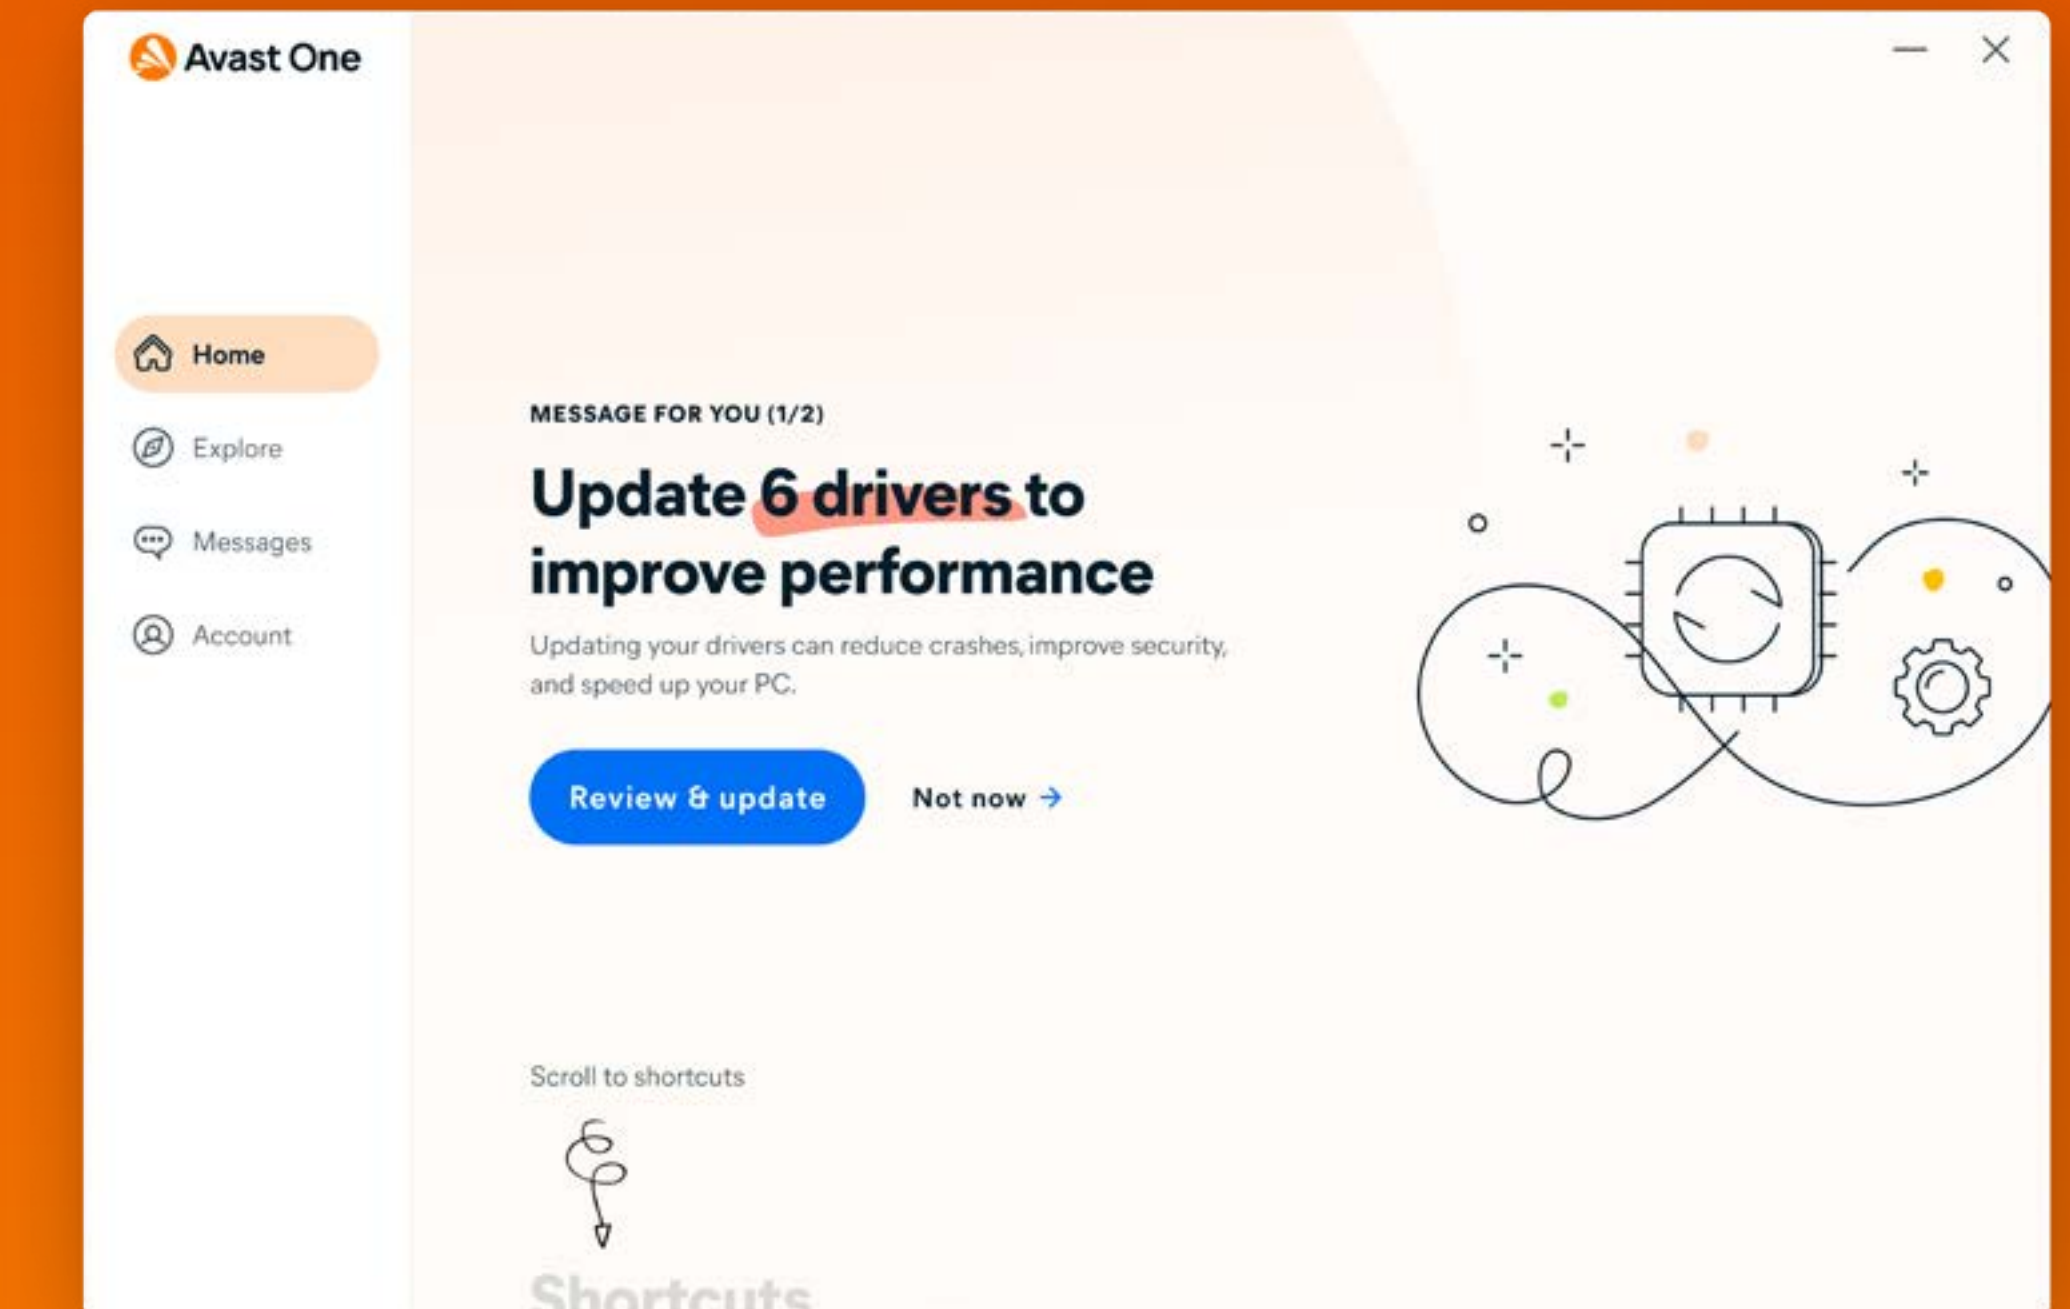 Avast One
Home
Explore
Messages
Account
MESSAGE FOR YOU (1/2)
Update 6 drivers to
improve performance
Updating your drivers can reduce crashes, improve security,
and speed up your PC.
Review & update
Not now
Scroll to shortcuts
Shortcuts